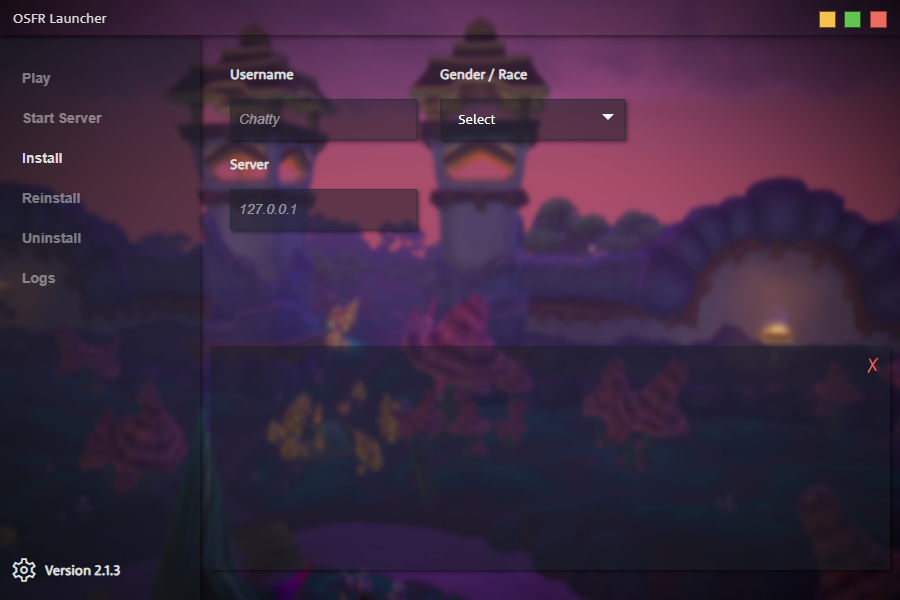 OSFR Launcher
Play
Start Server
Install
Reinstall
Uninstall
Logs
Username
Gender / Race
Chatty
Select
Server
127.0.0.1
X
Version 2.1.3